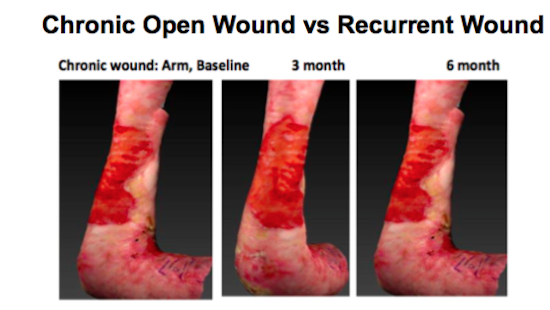 Chronic Open Wound vs Recurrent Wound
Chronic wound: Arm, Baseline
3 month
6 month